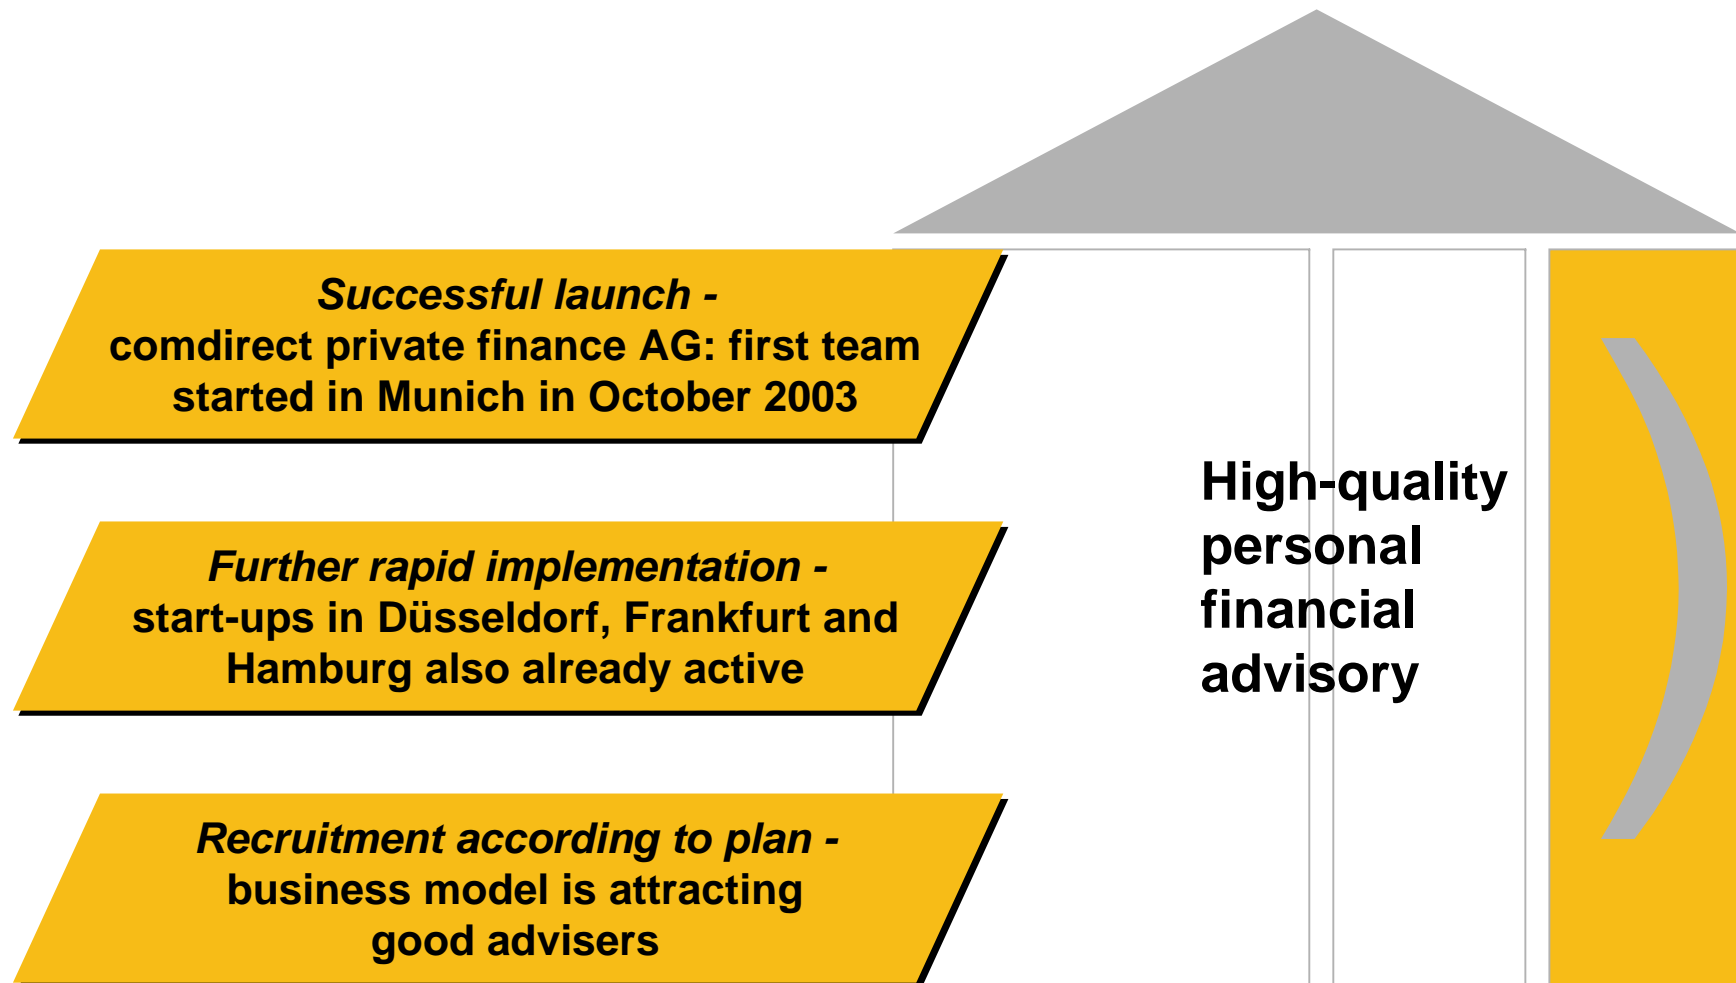 Successful launch -
comdirect private finance AG: first team
started in Munich in October 2003
Further rapid implementation -
start-ups in Düsseldorf, Frankfurt and
Hamburg also already active
Recruitment according to plan -
business model is attracting
good advisers
High-quality
personal
financial
advisory
)